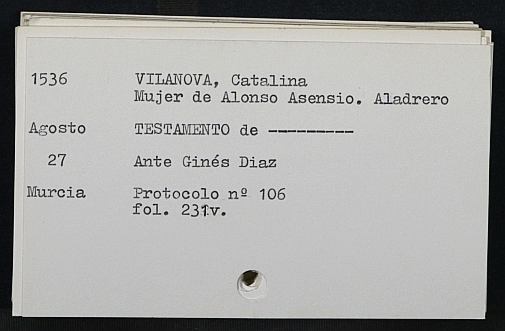 1536 VILANOVA, Catalina
Mujer de Alonso Asensio. Aladrero
Agosto TESTAMENTO de ---------
27 Ante Ginés Diaz
Murcia Protocolo nº 106
fol. 231v.